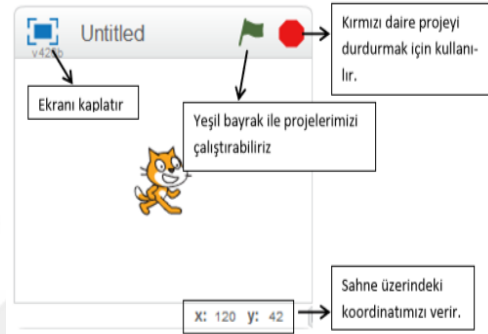 Untitled
Kırmızı daire projeyi
durdurmak için kullanı-
lır.
Ekranı kaplatır
Yeşil bayrak ile projelerimizi
çalıştırabiliriz
Sahne üzerindeki
koordinatımızı verir.
x: 120 y: 42